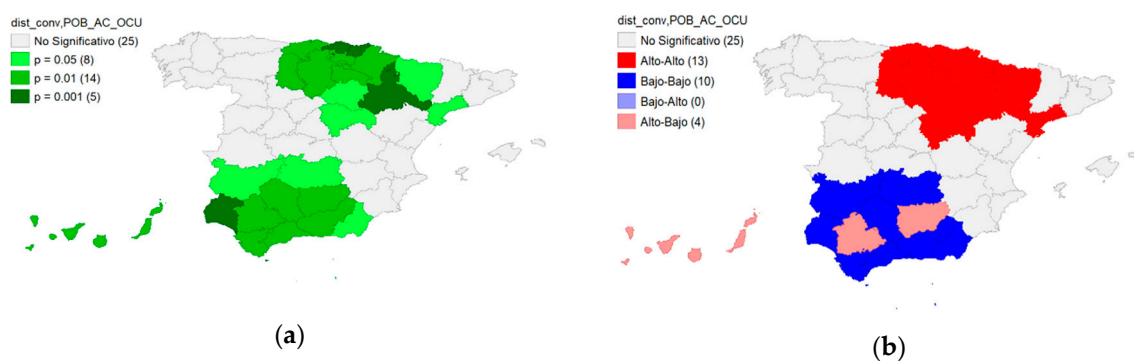 dist_conv,POB_AC_OCU
No Significativo (25)
p = 0.05 (8)
p = 0.01 (14)
p = 0.001 (5)
(a)
dist_conv,POB_AC_OCU
No Significativo (25)
Alto-Alto (13)
Bajo-Bajo (10)
Bajo-Alto (0)
Alto-Bajo (4)
(b)